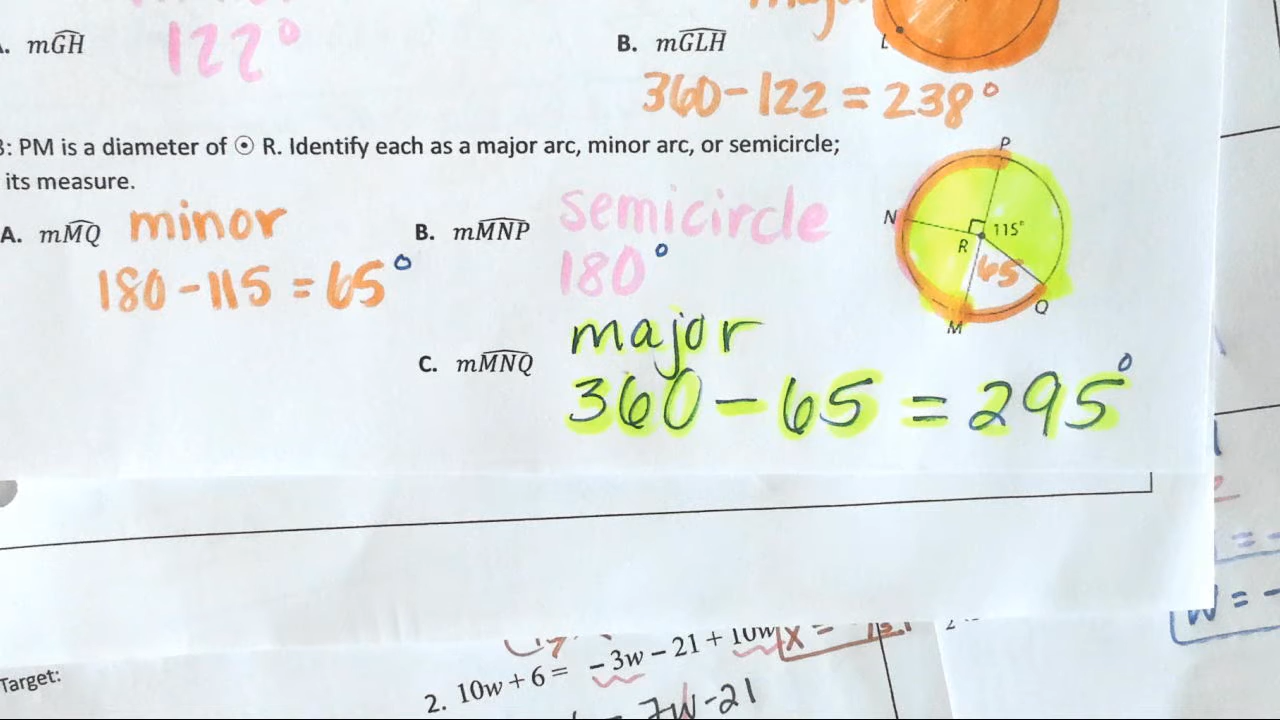 . mGH
122°
B. mGLH
360-122=238°
L
3: PM is a diameter of ⊙ R. Identify each as a major arc, minor arc, or semicircle;
its measure.
A. mMQ minor
180-115=65°
B. mMNP semicircle
180°
C. mMNQ major
360-65=295°
P
N
115°
R
65
Q
M
Target:
2. 10w + 6 = -3w - 21 + 10w
7w-21
w = -